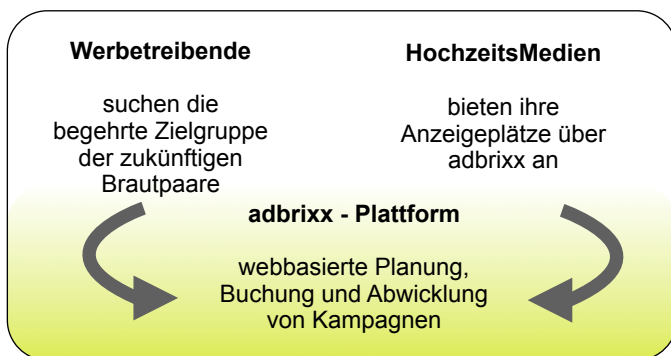 Werbetreibende
suchen die
begehrte Zielgruppe
der zukünftigen
Brautpaare
HochzeitsMedien
bieten ihre
Anzeigeplätze über
adbrixx an
adbrixx - Plattform
webbasierte Planung,
Buchung und Abwicklung
von Kampagnen